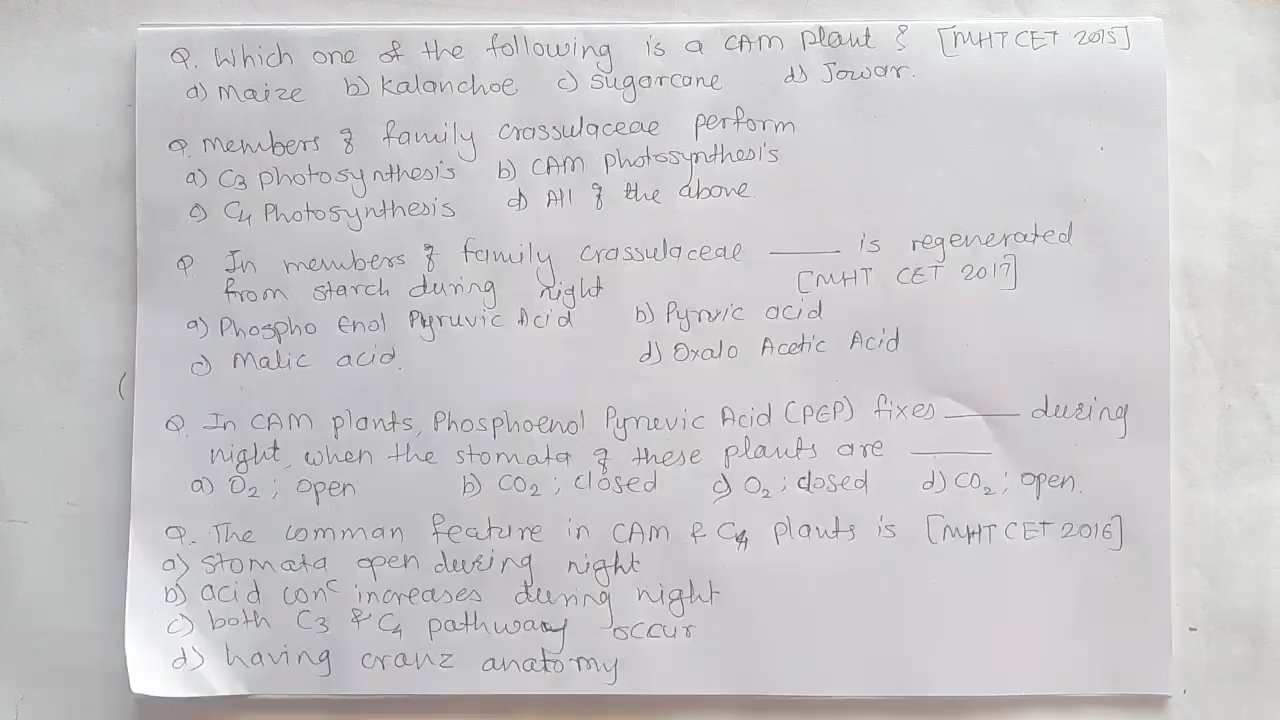 Q. Which one of the following is a CAM plant ? [MHT CET 2015]
a) Maize b) Kalanchoe c) sugarcane d) Jowar.
Q. Members of family crassulaceae perform
a) C3 photosynthesis b) CAM photosynthesis
c) C4 Photosynthesis d) All of the above
Q. In members of family crassulaceae ____ is regenerated
from starch during night [MHT CET 2017]
a) Phospho Enol Pyruvic Acid b) Pyruvic acid
c) Malic acid. d) Oxalo Acetic Acid
Q. In CAM plants, Phosphoenol Pyruvic Acid (PEP) fixes ____ during
night, when the stomata of these plants are ____
a) O2 ; open b) CO2 ; closed c) O2 ; closed d) CO2 ; open.
Q. The comman feature in CAM & C4 plants is [MHT CET 2016]
a) stomata open during night
b) acid conc increases during night
c) both C3 & C4 pathway occur
d) having cranz anatomy